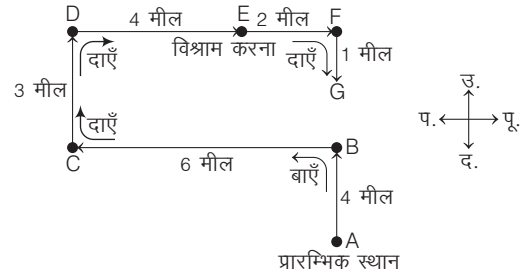 D 4 मील E 2 मील F
विश्राम करना
दाएँ दाएँ 1 मील
G
3 मील
उ.
प. पू.
द.
दाएँ
C 6 मील B
बाएँ
4 मील
A
प्रारम्भिक स्थान